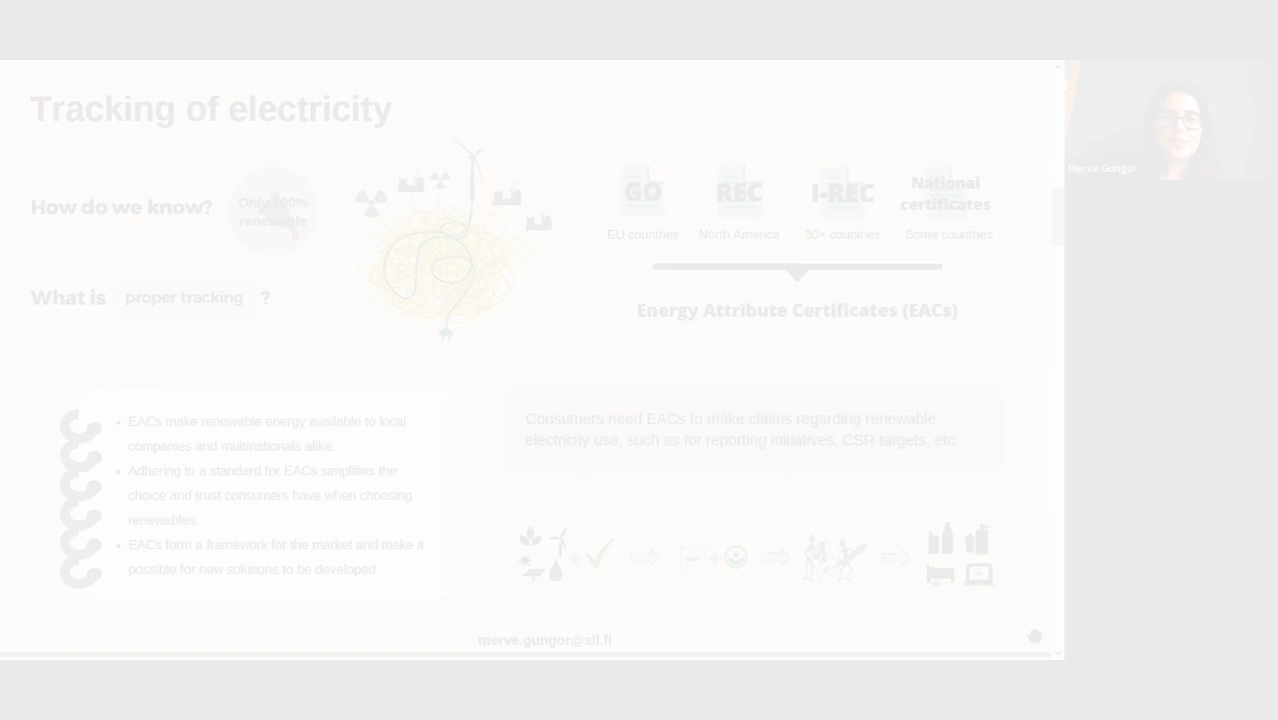 Tracking of electricity
How do we know?
Only 100%
renewable
What is proper tracking ?
GO
REC
I-REC
National
certificates
EU countries
North America
30+ countries
Some countries
Energy Attribute Certificates (EACs)
• EACs make renewable energy available to local
companies and multinationals alike.
• Adhering to a standard for EACs simplifies the
choice and trust consumers have when choosing
renewables.
• EACs form a framework for the market and make it
possible for new solutions to be developed.
Consumers need EACs to make claims regarding renewable
electricity use, such as for reporting initiatives, CSR targets, etc.
EAC
merve.gungor@sll.fi
Merve Güngör